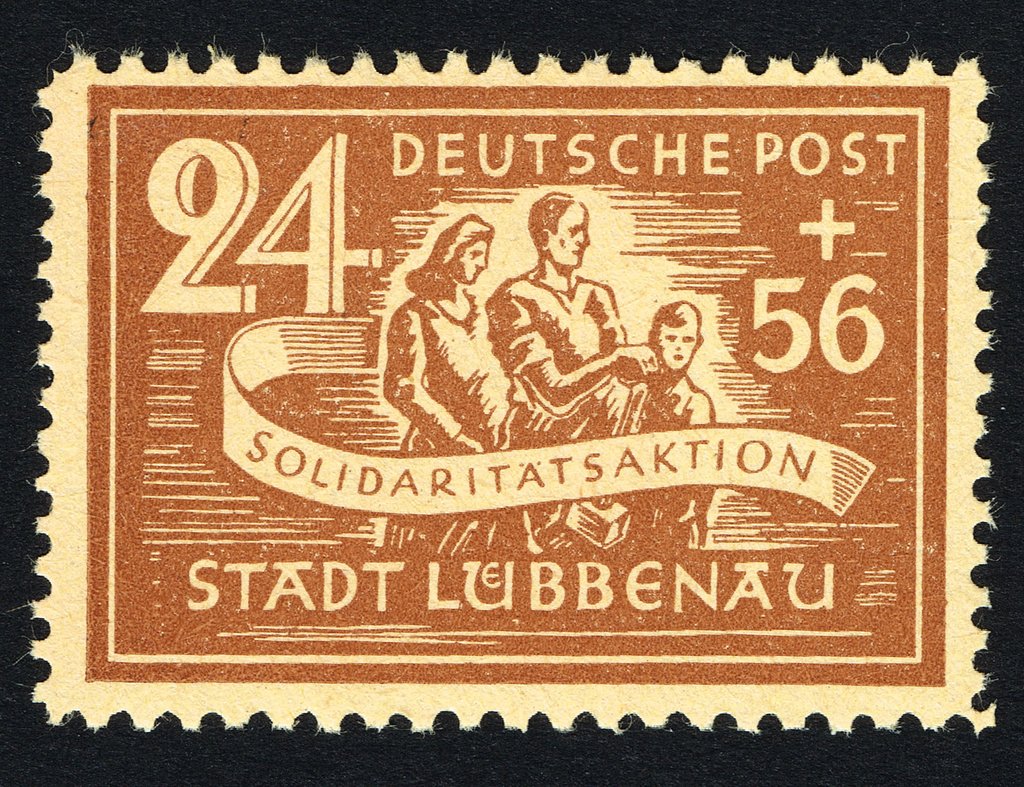 24
DEUTSCHE POST
+
56
SOLIDARITÄTSAKTION
STADT LÜBBENAU